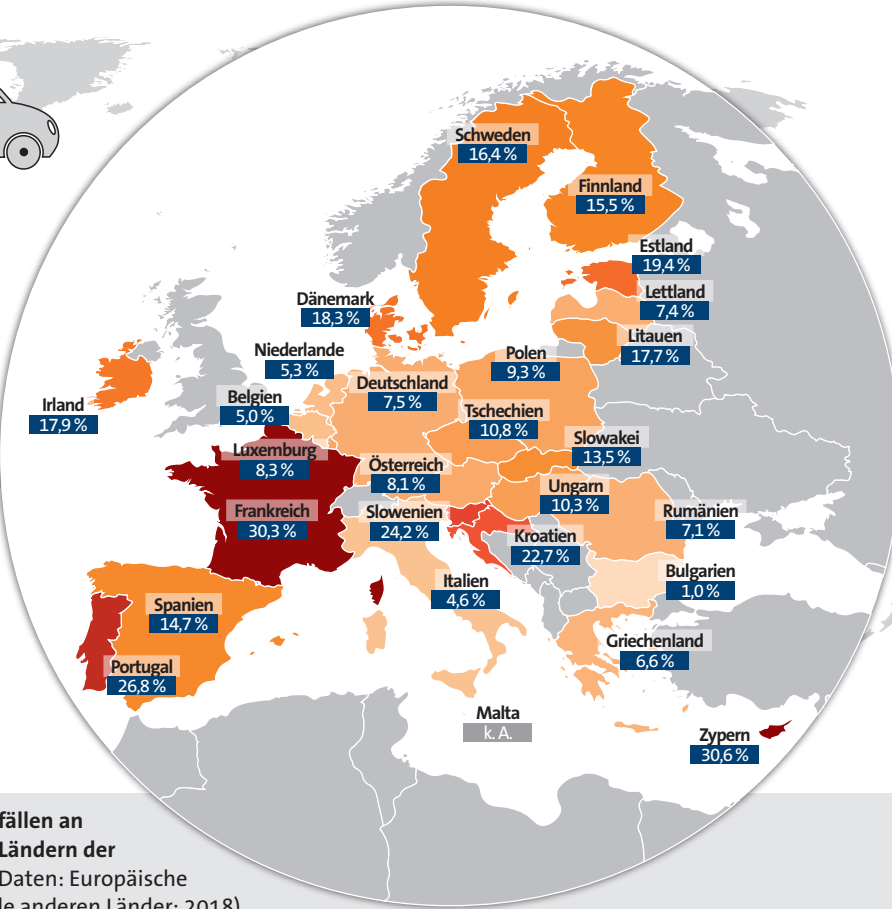 Schweden
16,4 %
Finnland
15,5 %
Estland
19,4 %
Lettland
7,4 %
Dänemark
18,3 %
Litauen
17,7 %
Niederlande
5,3 %
Polen
9,3 %
Deutschland
7,5 %
Belgien
5,0 %
Irland
17,9 %
Tschechien
10,8 %
Slowakei
13,5 %
Luxemburg
8,3 %
Österreich
8,1 %
Ungarn
10,3 %
Frankreich
30,3 %
Slowenien
24,2 %
Rumänien
7,1 %
Kroatien
22,7 %
Bulgarien
1,0 %
Italien
4,6 %
Spanien
14,7 %
Griechenland
6,6 %
Portugal
26,8 %
Malta
k. A.
Zypern
30,6 %
fällen an
Ländern der
Daten: Europäische
le anderen Länder: 2018)